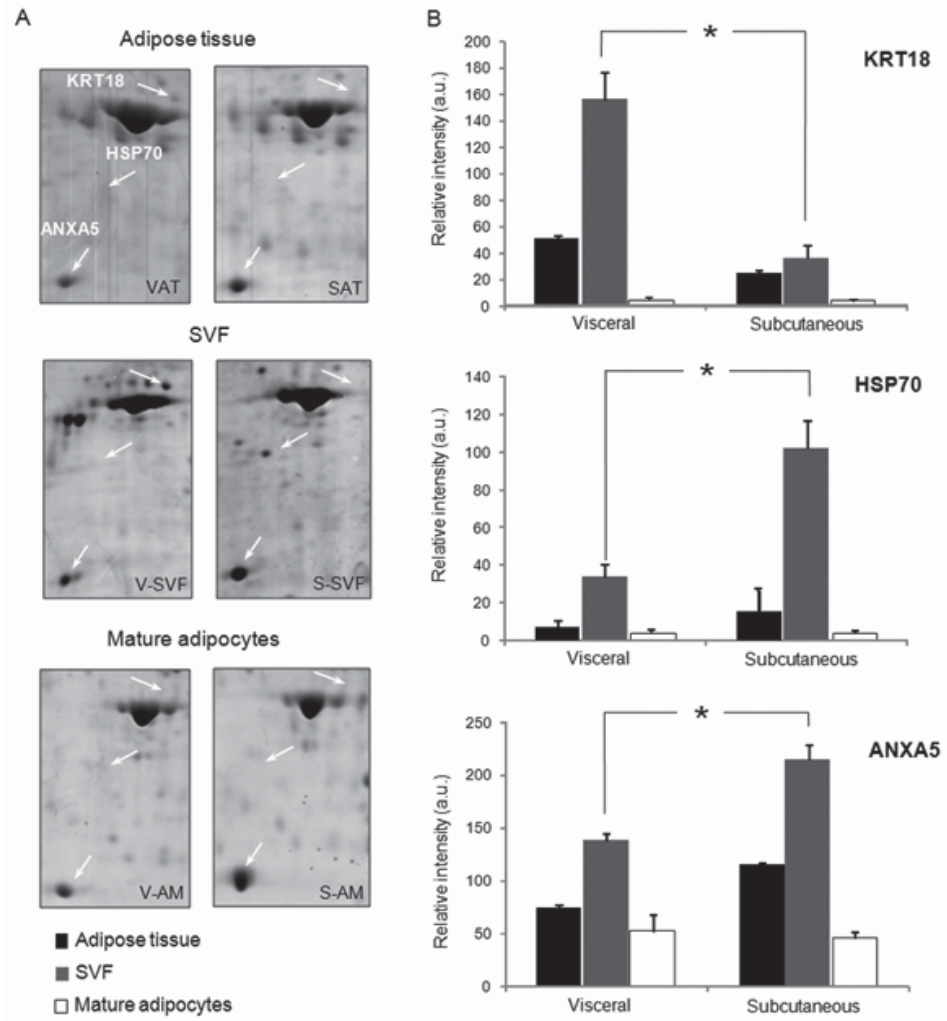 A
Adipose tissue
KRT18
HSP70
ANXA5
VAT
SAT
SVF
V-SVF
S-SVF
Mature adipocytes
V-AM
S-AM
Adipose tissue
SVF
Mature adipocytes
B
KRT18
Relative intensity (a.u.)
200
180
160
140
120
100
80
60
40
20
0
*
Visceral
Subcutaneous
HSP70
Relative intensity (a.u.)
140
120
100
80
60
40
20
0
*
Visceral
Subcutaneous
ANXA5
Relative intensity (a.u.)
250
200
150
100
50
0
*
Visceral
Subcutaneous